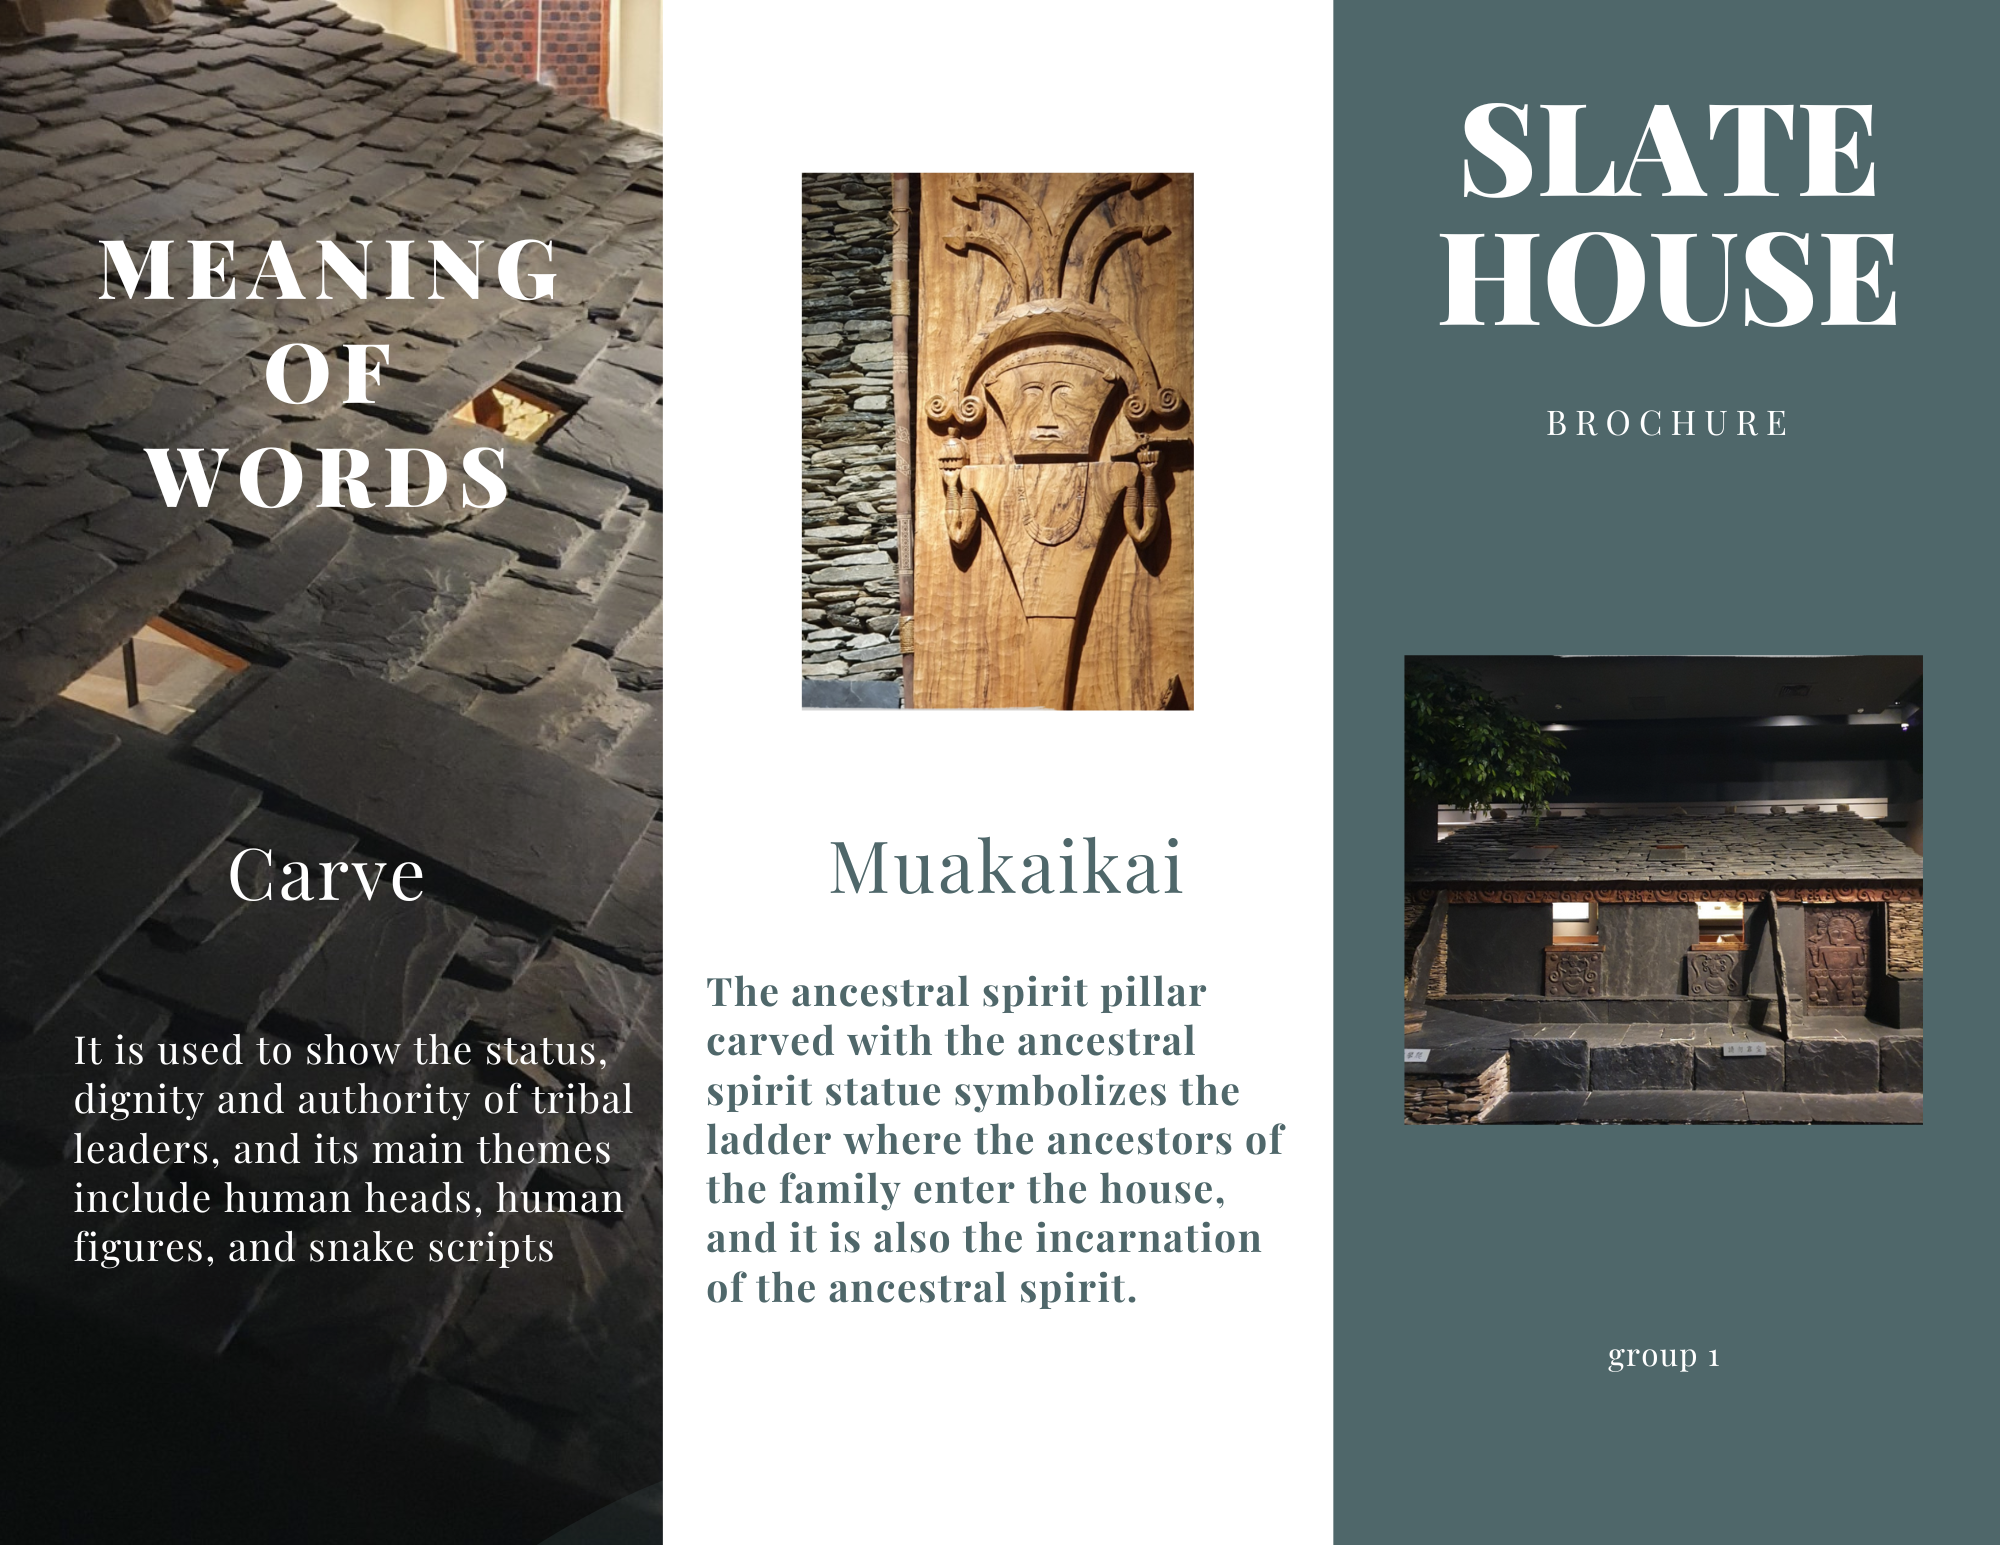 MEANING
OF
WORDS
Carve
It is used to show the status,
dignity and authority of tribal
leaders, and its main themes
include human heads, human
figures, and snake scripts
Muakaikai
The ancestral spirit pillar
carved with the ancestral
spirit statue symbolizes the
ladder where the ancestors of
the family enter the house,
and it is also the incarnation
of the ancestral spirit.
SLATE
HOUSE
BROCHURE
group 1